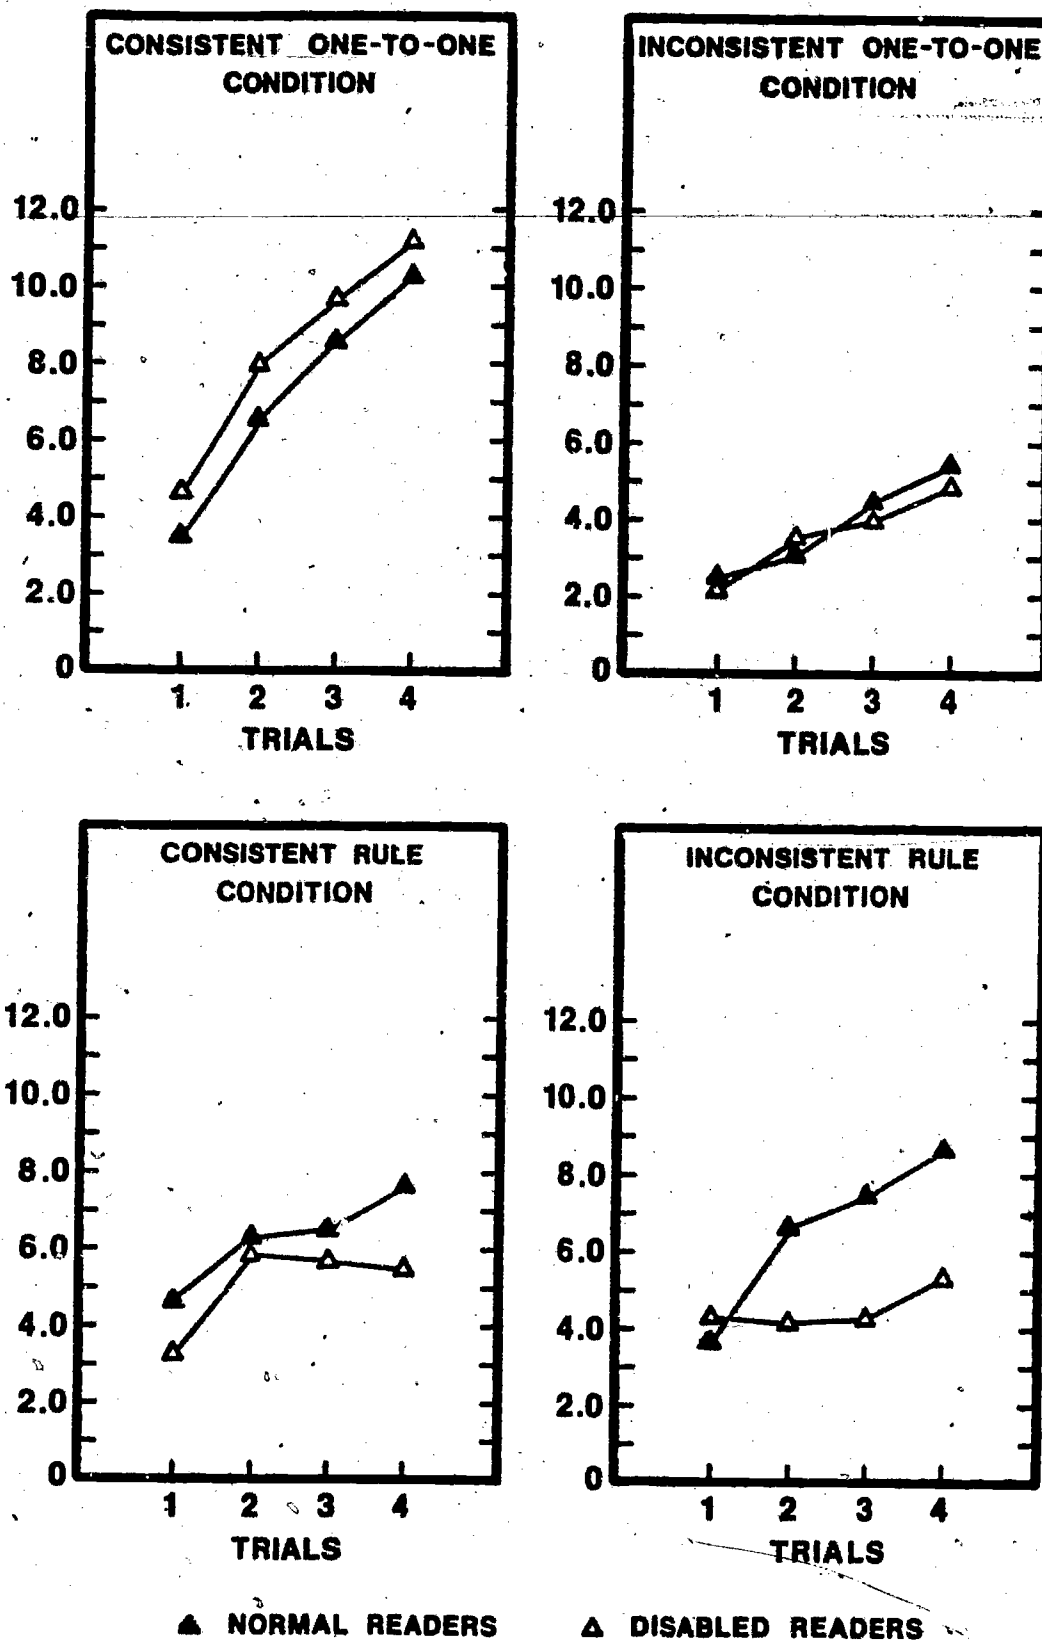 CONSISTENT ONE-TO-ONE
CONDITION
12.0
10.0
8.0
6.0
4.0
2.0
0
1 2 3 4
TRIALS
INCONSISTENT ONE-TO-ONE
CONDITION
12.0
10.0
8.0
6.0
4.0
2.0
0
1 2 3 4
TRIALS
CONSISTENT RULE
CONDITION
12.0
10.0
8.0
6.0
4.0
2.0
0
1 2 3 4
TRIALS
INCONSISTENT RULE
CONDITION
12.0
10.0
8.0
6.0
4.0
2.0
0
1 2 3 4
TRIALS
▲ NORMAL READERS △ DISABLED READERS